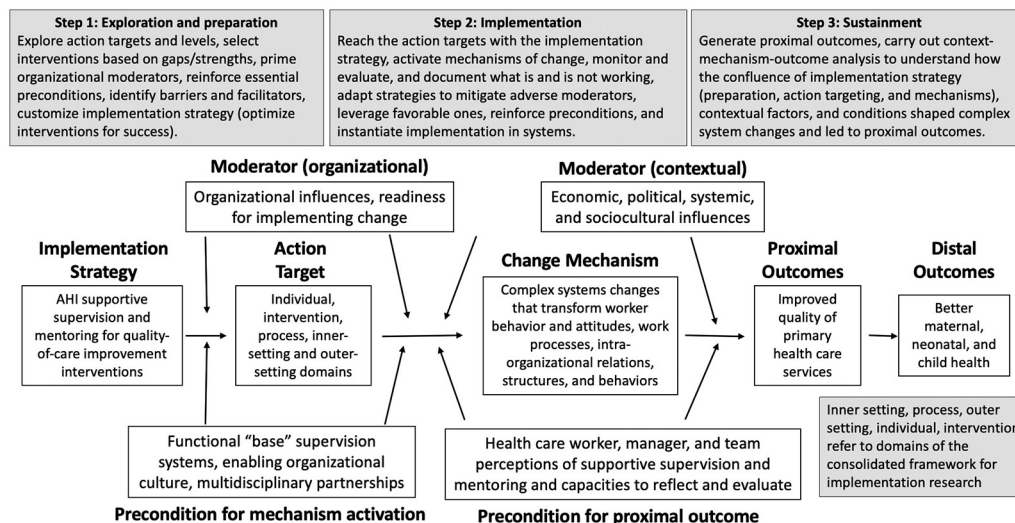 Step 1: Exploration and preparation
Explore action targets and levels, select
interventions based on gaps/strengths, prime
organizational moderators, reinforce essential
preconditions, identify barriers and facilitators,
customize implementation strategy (optimize
interventions for success).
Step 2: Implementation
Reach the action targets with the implementation
strategy, activate mechanisms of change, monitor and
evaluate, and document what is and is not working,
adapt strategies to mitigate adverse moderators,
leverage favorable ones, reinforce preconditions, and
instantiate implementation in systems.
Step 3: Sustainment
Generate proximal outcomes, carry out context-
mechanism-outcome analysis to understand how
the confluence of implementation strategy
(preparation, action targeting, and mechanisms),
contextual factors, and conditions shaped complex
system changes and led to proximal outcomes.
Moderator (organizational)
Organizational influences, readiness
for implementing change
Moderator (contextual)
Economic, political, systemic,
and sociocultural influences
Implementation
Strategy
AHI supportive
supervision and
mentoring for quality-
of-care improvement
interventions
Action
Target
Individual,
intervention,
process, inner-
setting and outer-
setting domains
Change Mechanism
Complex systems changes
that transform worker
behavior and attitudes, work
processes, intra-
organizational relations,
structures, and behaviors
Proximal
Outcomes
Improved
quality of
primary
health care
services
Distal
Outcomes
Better
maternal,
neonatal, and
child health
Functional “base” supervision
systems, enabling organizational
culture, multidisciplinary partnerships
Precondition for mechanism activation
Health care worker, manager, and team
perceptions of supportive supervision and
mentoring and capacities to reflect and evaluate
Precondition for proximal outcome
Inner setting, process, outer
setting, individual, intervention
refer to domains of the
consolidated framework for
implementation research